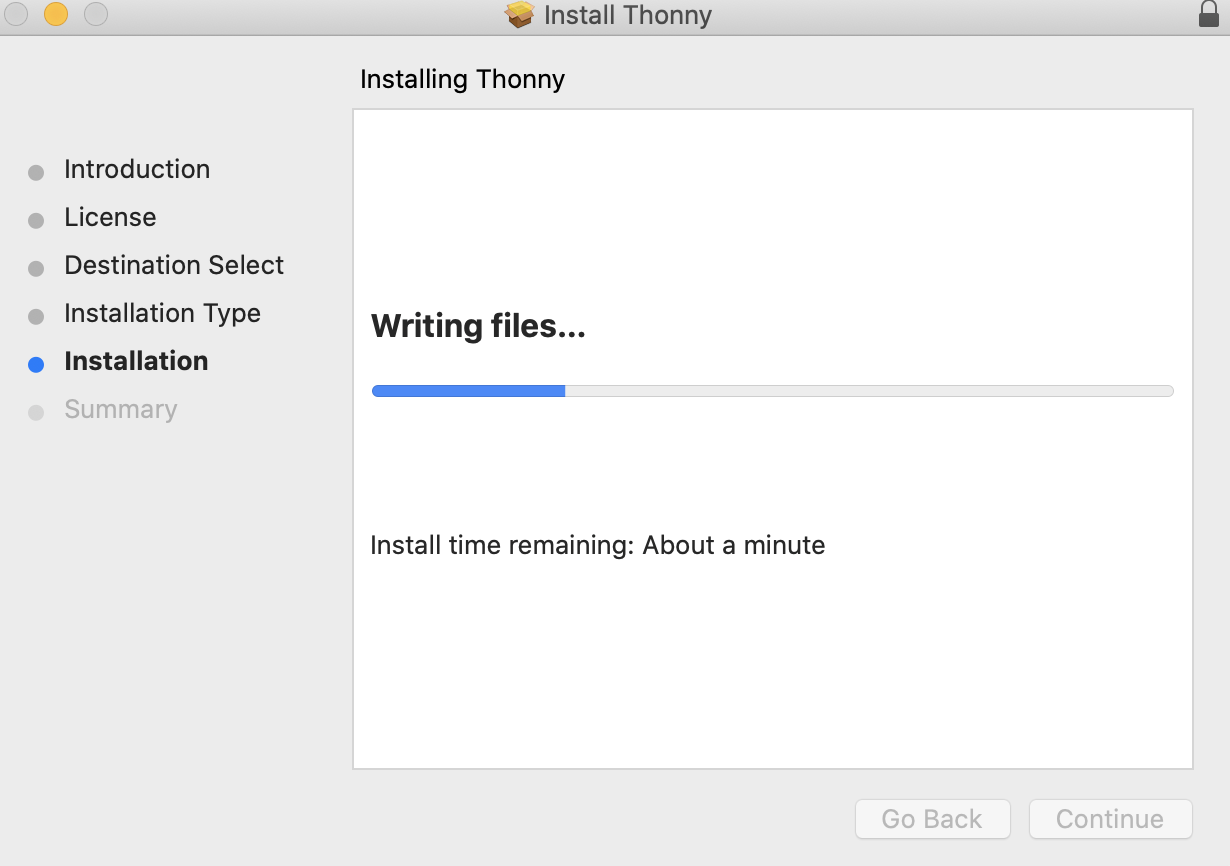 Install Thonny
Installing Thonny
Introduction
License
Destination Select
Installation Type
Installation
Summary
Writing files...
Install time remaining: About a minute
Go Back
Continue